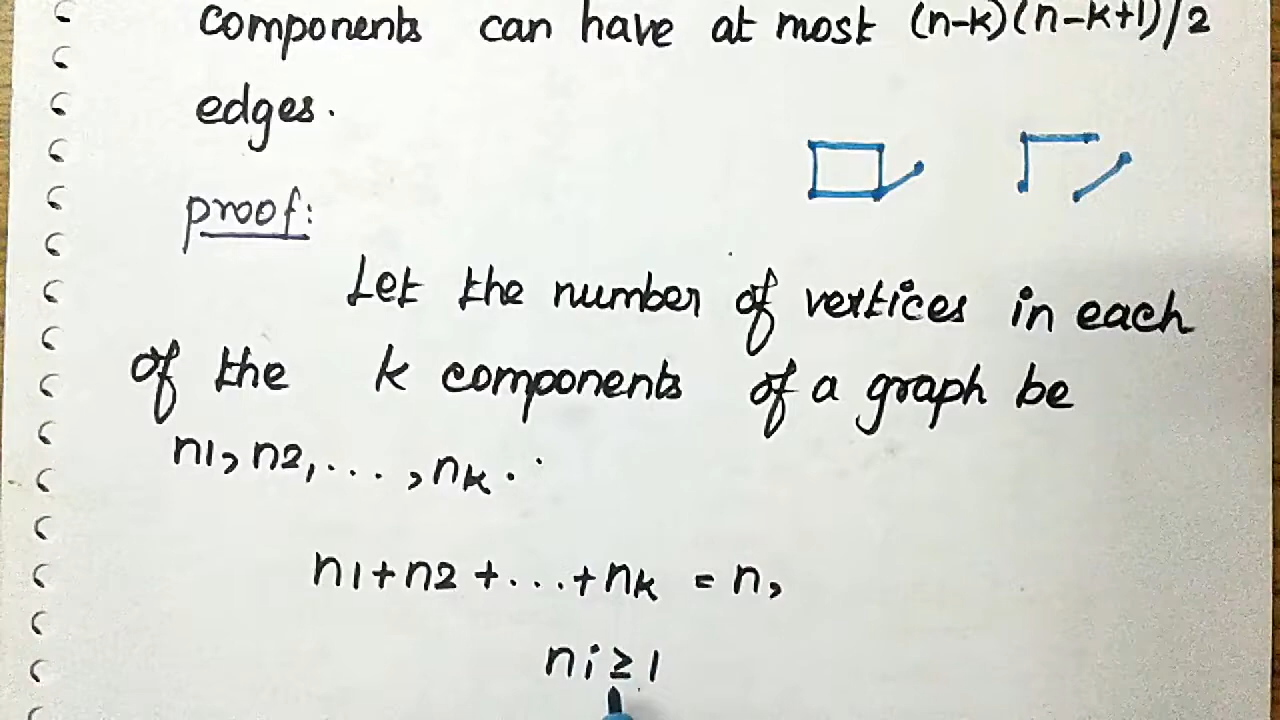 components can have at most (n-k)(n-k+1)/2
edges.
proof:
Let the number of vertices in each
of the k components of a graph be
n1, n2, ..., nk.
n1+n2+...+nk = n,
ni ≥ 1